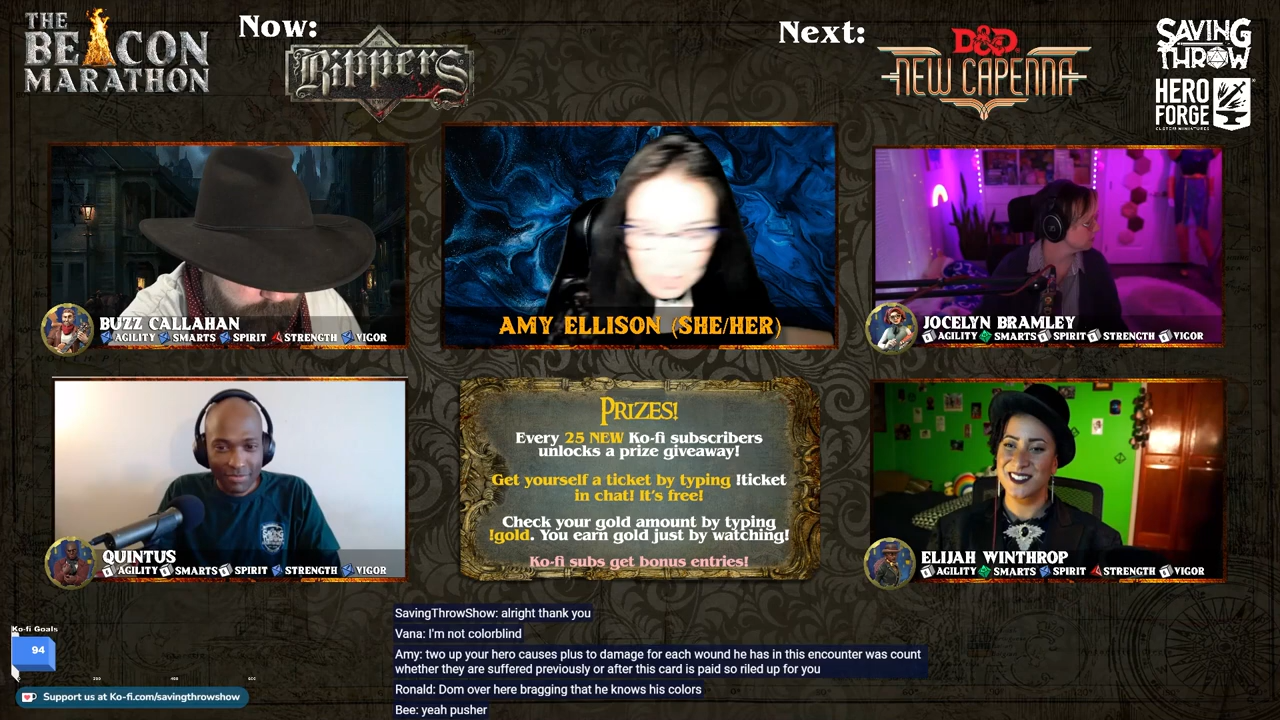 THE BEACON MARATHON
Now:
Rippers
Next:
D&D
NEW CAPENNA
SAVING THROW
HERO FORGE
CUSTOM MINIATURES
BUZZ CALLAHAN
AGILITY SMARTS SPIRIT STRENGTH VIGOR
AMY ELLISON (SHE/HER)
JOCELYN BRAMLEY
AGILITY SMARTS SPIRIT STRENGTH VIGOR
QUINTUS
AGILITY SMARTS SPIRIT STRENGTH VIGOR
PRIZES!
Every 25 NEW Ko-fi subscribers
unlocks a prize giveaway!
Get yourself a ticket by typing !ticket
in chat! It's free!
Check your gold amount by typing
!gold. You earn gold just by watching!
Ko-fi subs get bonus entries!
ELIJAH WINTHROP
AGILITY SMARTS SPIRIT STRENGTH VIGOR
SavingThrowShow: alright thank you
Vana: I'm not colorblind
Amy: two up your hero causes plus to damage for each wound he has in this encounter was count
whether they are suffered previously or after this card is paid so riled up for you
Ronald: Dom over here bragging that he knows his colors
Bee: yeah pusher
Ko-fi Goals
94
Support us at Ko-fi.com/savingthrowshow